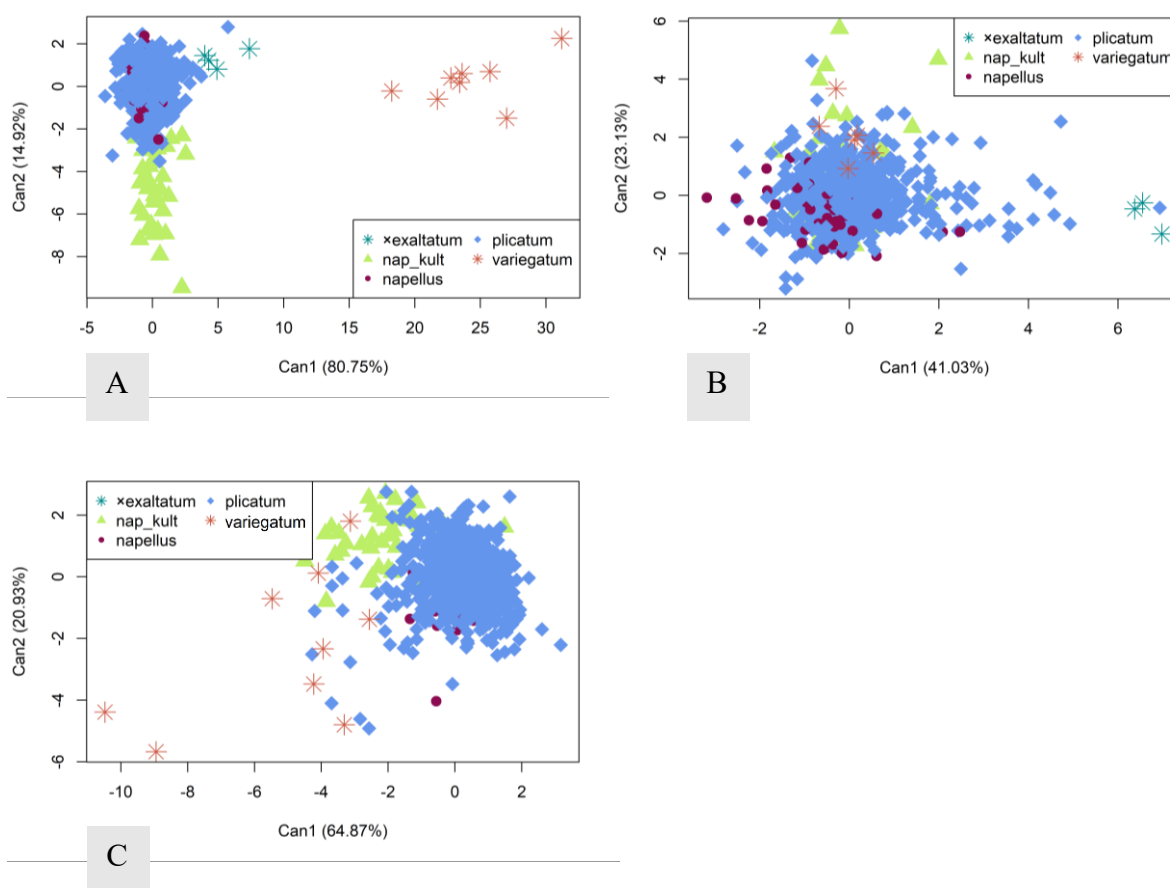 2
0
-2
-4
-6
-8
Can2 (14.92%)
×exaltatum plicatum
nap_kult variegatum
napellus
-5 0 5 10 15 20 25 30
Can1 (80.75%)
A
6
4
2
0
-2
Can2 (23.13%)
×exaltatum plicatum
nap_kult variegatum
napellus
-2 0 2 4 6
Can1 (41.03%)
B
2
0
-2
-4
-6
Can2 (20.93%)
×exaltatum plicatum
nap_kult variegatum
napellus
-10 -8 -6 -4 -2 0 2
Can1 (64.87%)
C